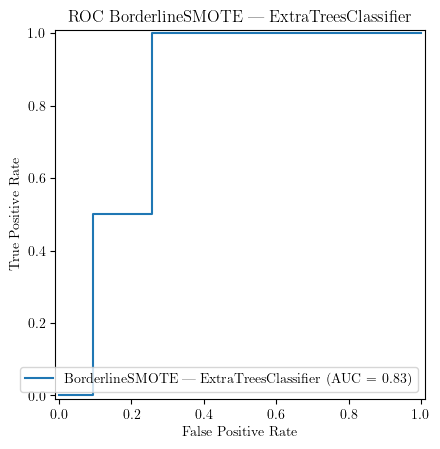 ROC BorderlineSMOTE — ExtraTreesClassifier
1.0
0.8
0.6
0.4
0.2
0.0
True Positive Rate
BorderlineSMOTE — ExtraTreesClassifier (AUC = 0.83)
0.0 0.2 0.4 0.6 0.8 1.0
False Positive Rate